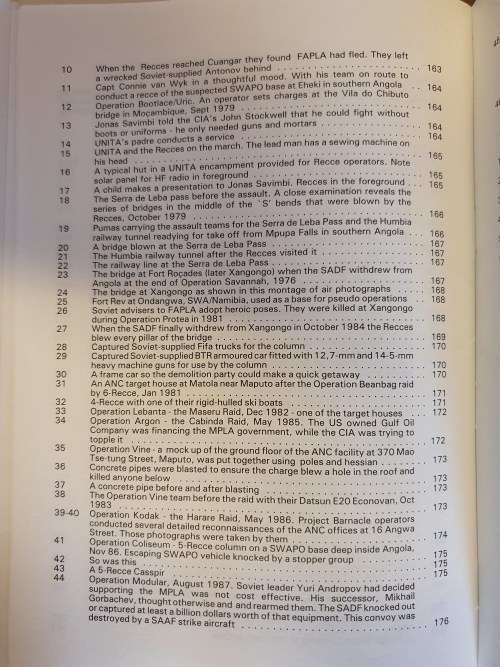 10 When the Recces reached Cuangar they found FAPLA had fled. They left
a wrecked Soviet-supplied Antonov behind . . . . . . . . . . . . . . . . . . . . 163
11 Capt Connie van Wyk in a thoughtful mood. With his team on route to
conduct a recce of the suspected SWAPO base at Eheki in southern Angola . . 164
12 Operation Bootlace/Uric. An operator sets charges at the Vila do Chibuto
bridge in Moçambique, Sept 1979 . . . . . . . . . . . . . . . . . . . . 164
13 Jonas Savimbi told the CIA's John Stockwell that he could fight without
boots or uniforms - he only needed guns and mortars . . . . . . . . . . 164
14 UNITA's padre conducts a service . . . . . . . . . . . . . . . . . . . . 164
15 UNITA and the Recces on the march. The lead man has a sewing machine on
his head . . . . . . . . . . . . . . . . . . . . 165
16 A typical hut in a UNITA encampment provided for Recce operators. Note
solar panel for HF radio in foreground . . . . . . . . . . . . . . . . . . . . 165
17 A child makes a presentation to Jonas Savimbi. Recces in the foreground . . 165
18 The Serra de Leba pass before the assault. A close examination reveals the
series of bridges in the middle of the `S' bends that were blown by the
Recces, October 1979 . . . . . . . . . . . . . . . . . . . . 166
19 Pumas carrying the assault teams for the Serra de Leba Pass and the Humbia
railway tunnel readying for take off from Mpupa Falls in southern Angola . . 166
20 A bridge blown at the Serra de Leba Pass . . . . . . . . . . . . . . . . . . . . 167
21 The Humbia railway tunnel after the Recces visited it . . . . . . . . . . 167
22 The railway line at the Serra de Leba Pass . . . . . . . . . . . . . . . . . . . . 167
23 The bridge at Fort Roçades (later Xangongo) when the SADF withdrew from
Angola at the end of Operation Savannah, 1976 . . . . . . . . . . 167
24 The bridge at Xangongo as shown in this montage of air photographs . . . . 168
25 Fort Rev at Ondangwa, SWA/Namibia, used as a base for pseudo operations . . 168
26 Soviet advisers to FAPLA adopt heroic poses. They were killed at Xangongo
during Operation Protea in 1981 . . . . . . . . . . . . . . . . . . . . 168
27 When the SADF finally withdrew from Xangongo in October 1984 the Recces
blew every pillar of the bridge . . . . . . . . . . . . . . . . . . . . 169
28 Captured Soviet-supplied Fifa trucks for the column . . . . . . . . . . 170
29 Captured Soviet-supplied BTR armoured car fitted with 12,7-mm and 14-5-mm
heavy machine guns for use by the column . . . . . . . . . . 170
30 A frame car so the demolition party could make a quick getaway . . . . . . 170
31 An ANC target house at Matola near Maputo after the Operation Beanbag raid
by 6-Recce, Jan 1981 . . . . . . . . . . . . . . . . . . . . 171
32 4-Recce with one of their rigid-hulled ski boats . . . . . . . . . . 171
33 Operation Lebanta - the Maseru Raid, Dec 1982 - one of the target houses . . . 172
34 Operation Argon - the Cabinda Raid, May 1985. The US owned Gulf Oil
Company was financing the MPLA government, while the CIA was trying to
topple it . . . . . . . . . . . . . . . . . . . . 172
35 Operation Vine - a mock up of the ground floor of the ANC facility at 370 Mao
Tse-tung Street, Maputo, was put together using poles and hessian . . . . 173
36 Concrete pipes were blasted to ensure the charge blew a hole in the roof and
killed anyone below . . . . . . . . . . . . . . . . . . . . 173
37 A concrete pipe before and after blasting . . . . . . . . . . 173
38 The Operation Vine team before the raid with their Datsun E20 Econovan, Oct
1983 . . . . . . . . . . . . . . . . . . . . 173
39-40 Operation Kodak - the Harare Raid, May 1986. Project Barnacle operators
conducted several detailed reconnaissances of the ANC offices at 16 Angwa
Street. Those photographs were taken by them . . . . . . . . . . 174
41 Operation Coliseum - 5-Recce column on a SWAPO base deep inside Angola,
Nov 86. Escaping SWAPO vehicle knocked by a stopper group . . . . . . 175
42 So was this . . . . . . . . . . . . . . . . . . . . 175
43 A 5-Recce Casspir . . . . . . . . . . . . . . . . . . . . 175
44 Operation Modular, August 1987. Soviet leader Yuri Andropov had decided
supporting the MPLA was not cost effective. His successor, Mikhail
Gorbachev, thought otherwise and and rearmed them. The SADF knocked out
or captured at least a billion dollars worth of that equipment. This convoy was
destroyed by a SAAF strike aircraft . . . . . . . . . . . . . . . . . . . . 176